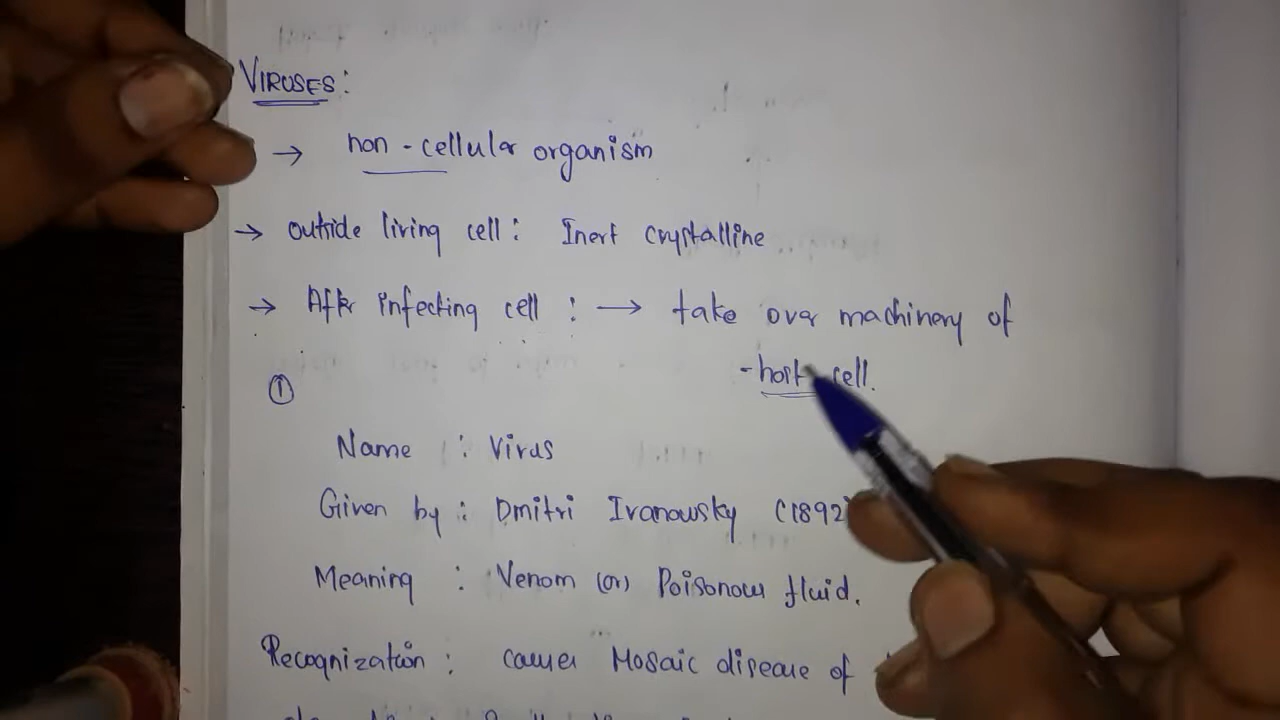 VIRUSES:
→ non-cellular organism
→ outside living cell: Inert crystalline
→ After infecting cell: → take over machinery of
- host cell.
①
Name : Virus
Given by : Dmitri Ivanowsky (1892)
Meaning : Venom (or) Poisonous fluid.
Recognization : causes Mosaic disease of